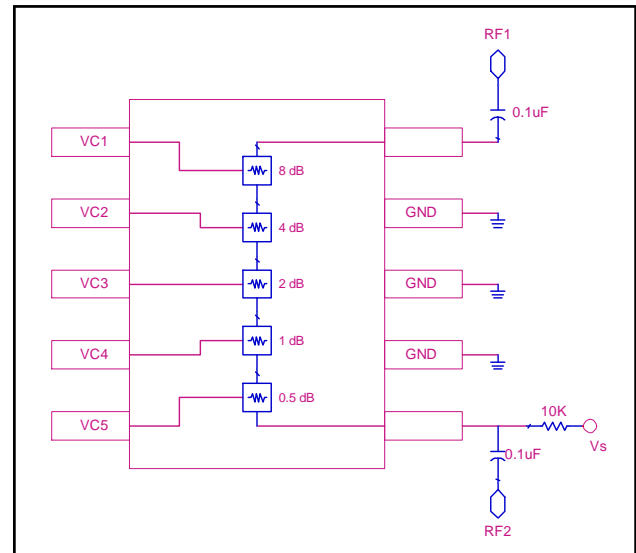 RF1
0.1uF
VC1
8 dB
VC2
4 dB
GND
VC3
2 dB
GND
VC4
1 dB
GND
VC5
0.5 dB
10K
Vs
0.1uF
RF2